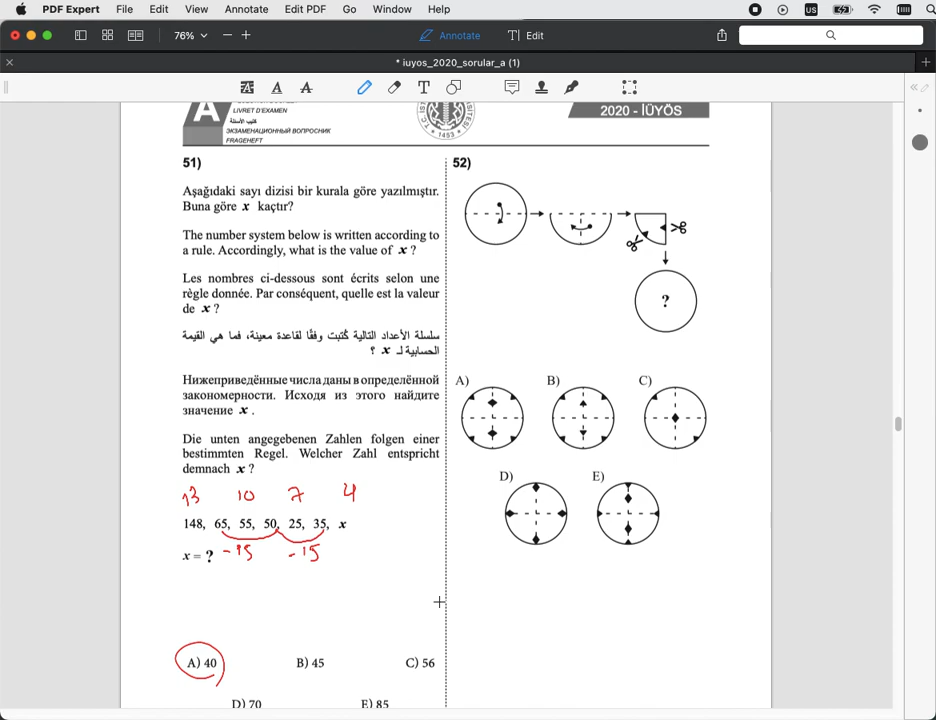 PDF Expert File Edit View Annotate Edit PDF Go Window Help US
76% Annotate Edit
* iuyos_2020_sorular_a (1)
A
LIVRET D'EXAMEN
كتيب الأسئلة
ЭКЗАМЕНАЦИОННЫЙ ВОПРОСНИК
FRAGEHEFT
1453
2020 - İÜYÖS
51)
Aşağıdaki sayı dizisi bir kurala göre yazılmıştır.
Buna göre x kaçtır?
The number system below is written according to
a rule. Accordingly, what is the value of x ?
Les nombres ci-dessous sont écrits selon une
règle donnée. Par conséquent, quelle est la valeur
de x ?
سلسلة الأعداد التالية كُتبت وفقًا لقاعدة معينة، فما هي القيمة
الحسابية لـ x ؟
Нижеприведённые числа даны в определённой
закономерности. Исходя из этого найдите
значение x .
Die unten angegebenen Zahlen folgen einer
bestimmten Regel. Welcher Zahl entspricht
demnach x ?
13 10 7 4
148, 65, 55, 50, 25, 35, x
x = ? -15 -15
A) 40 B) 45 C) 56
D) 70 E) 85
52)
?
A) B) C)
D) E)